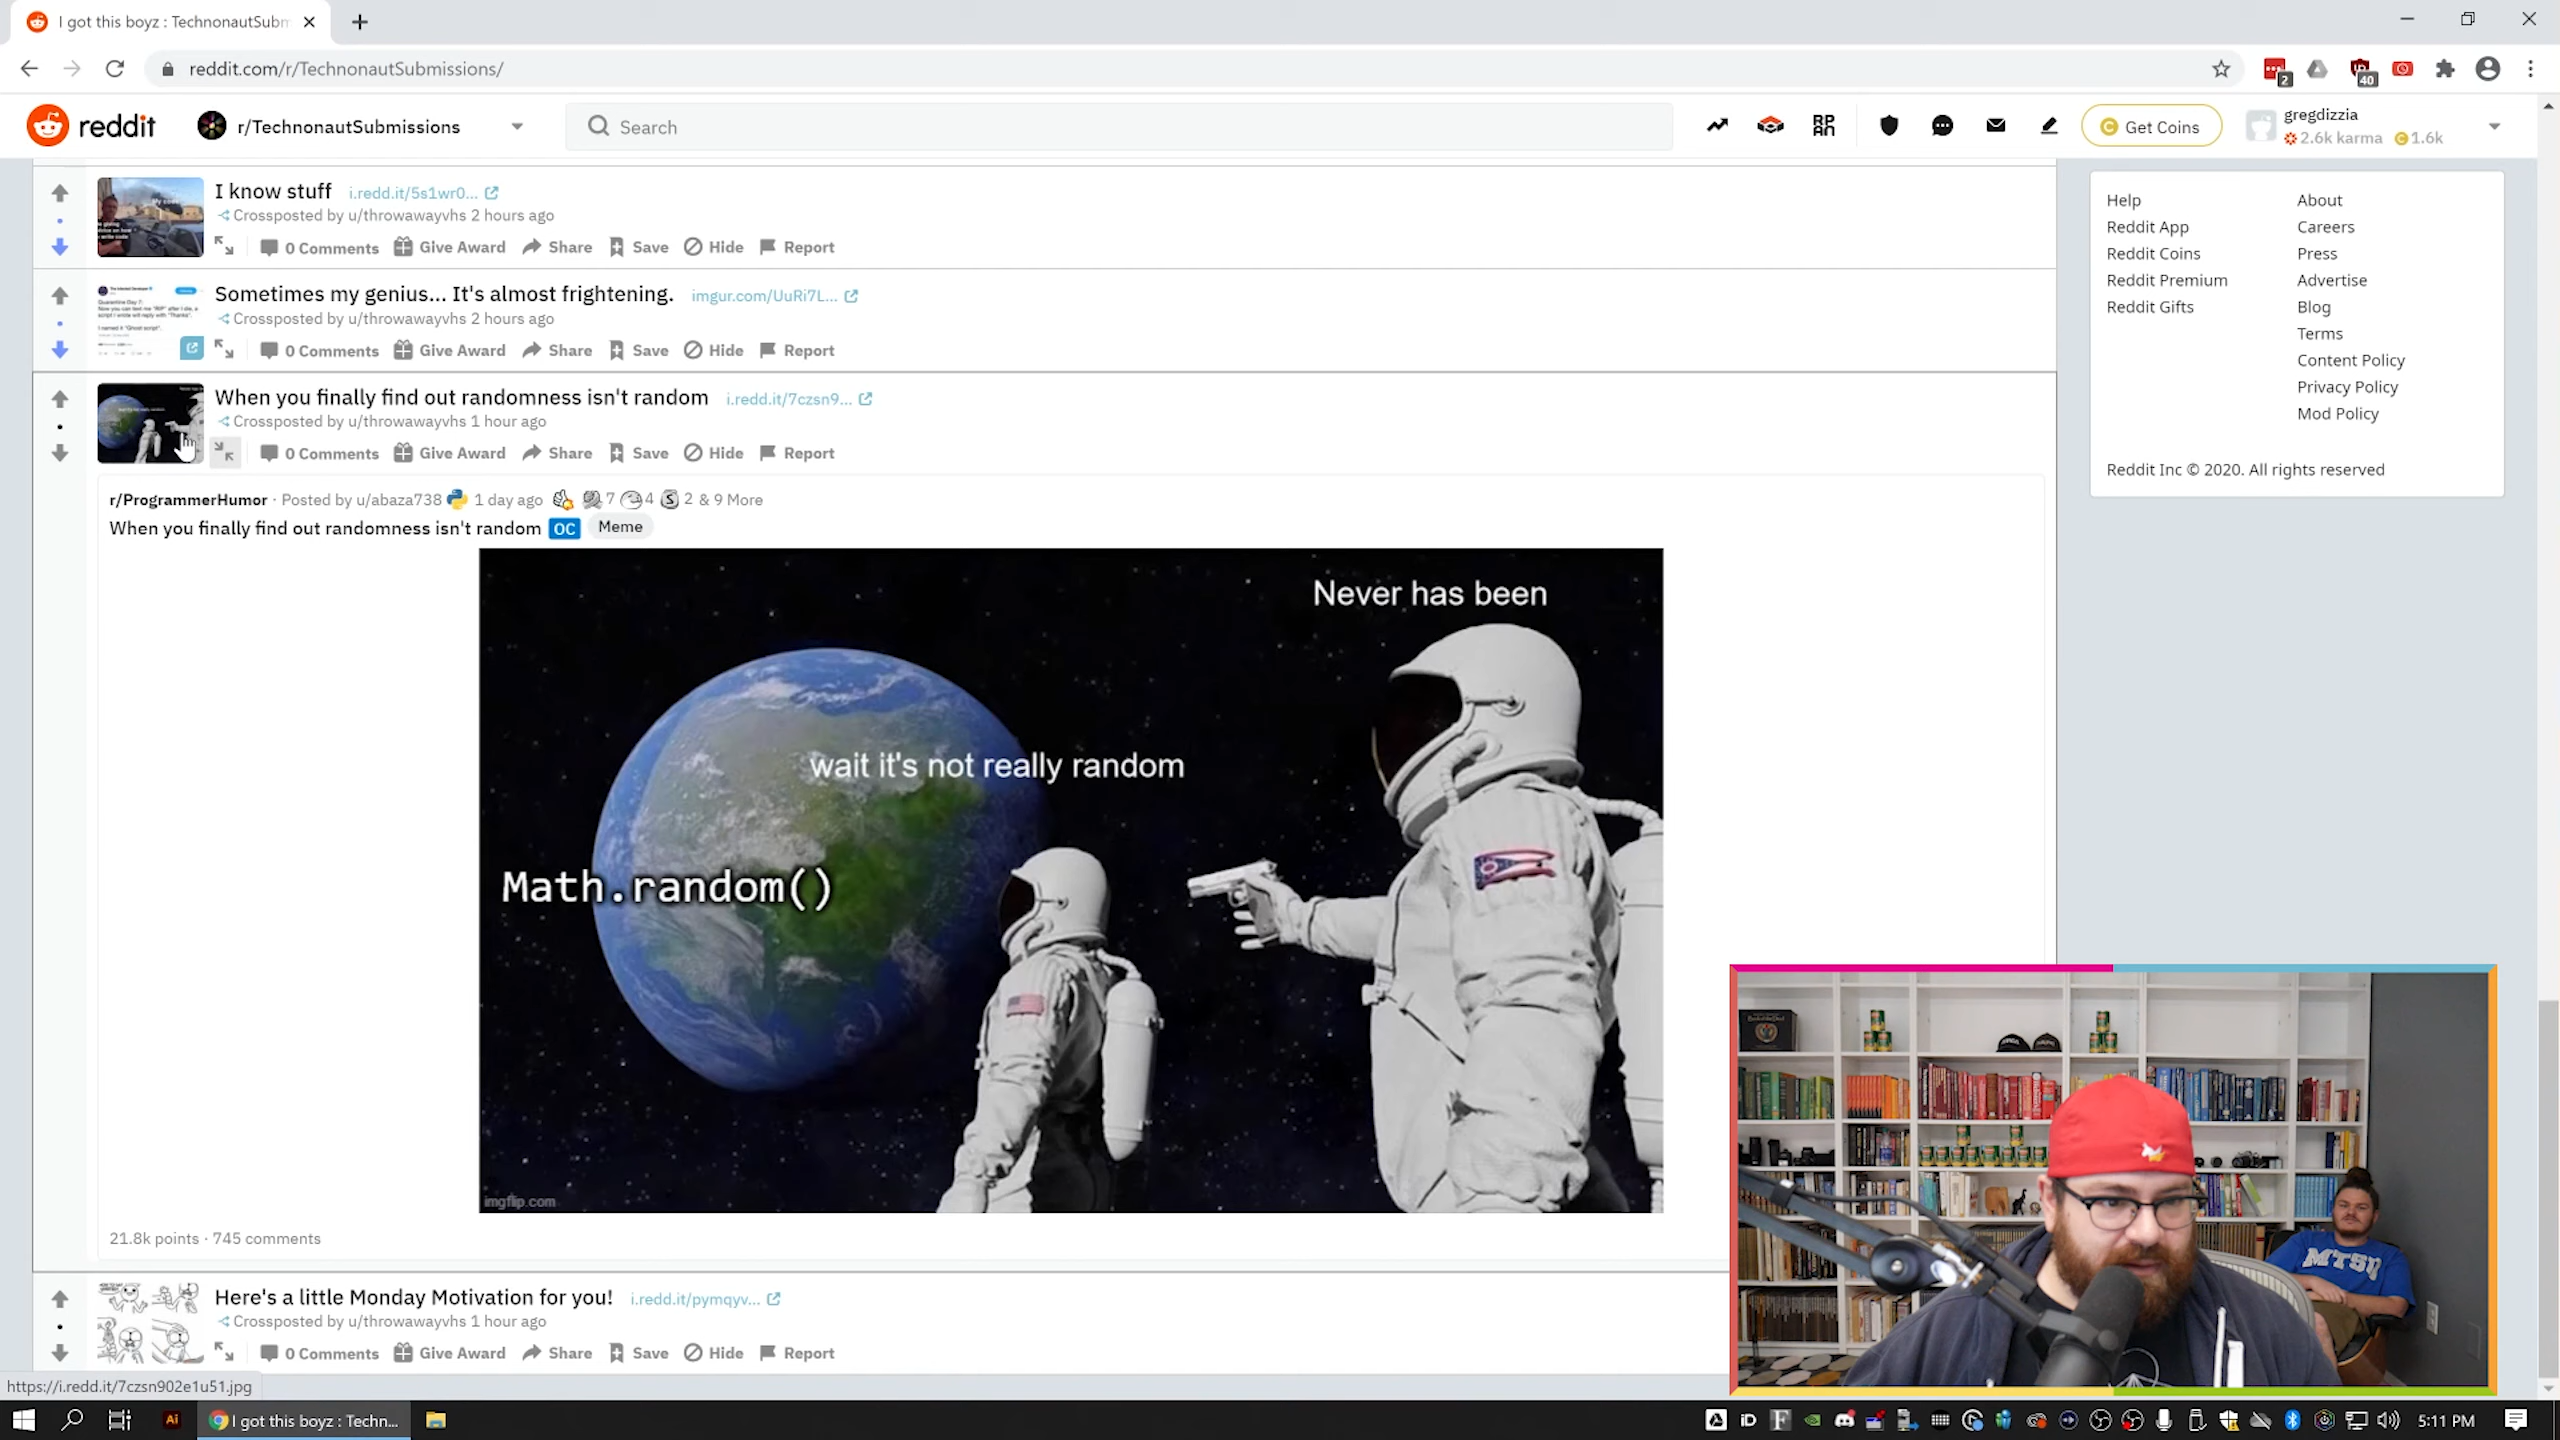 I got this boyz : TechnonautSubm
reddit.com/r/TechnonautSubmissions/
2
40
reddit
r/TechnonautSubmissions
Search
Get Coins
gregdizzia
2.6k karma 1.6k
I know stuff i.redd.it/5s1wr0...
Crossposted by u/throwawayvhs 2 hours ago
0 Comments Give Award Share Save Hide Report
Sometimes my genius... It's almost frightening. imgur.com/UuRi7L...
Crossposted by u/throwawayvhs 2 hours ago
0 Comments Give Award Share Save Hide Report
When you finally find out randomness isn't random i.redd.it/7czsn9...
Crossposted by u/throwawayvhs 1 hour ago
0 Comments Give Award Share Save Hide Report
r/ProgrammerHumor · Posted by u/abaza738 1 day ago 7 4 2 & 9 More
When you finally find out randomness isn't random OC Meme
Never has been
wait it's not really random
Math.random()
imgflip.com
21.8k points · 745 comments
Here's a little Monday Motivation for you! i.redd.it/pymqyv...
Crossposted by u/throwawayvhs 1 hour ago
0 Comments Give Award Share Save Hide Report
Help About
Reddit App Careers
Reddit Coins Press
Reddit Premium Advertise
Reddit Gifts Blog
Terms
Content Policy
Privacy Policy
Mod Policy
Reddit Inc © 2020. All rights reserved
MTSU
https://i.redd.it/7czsn902e1u51.jpg
Ai
I got this boyz : Techn...
5:11 PM